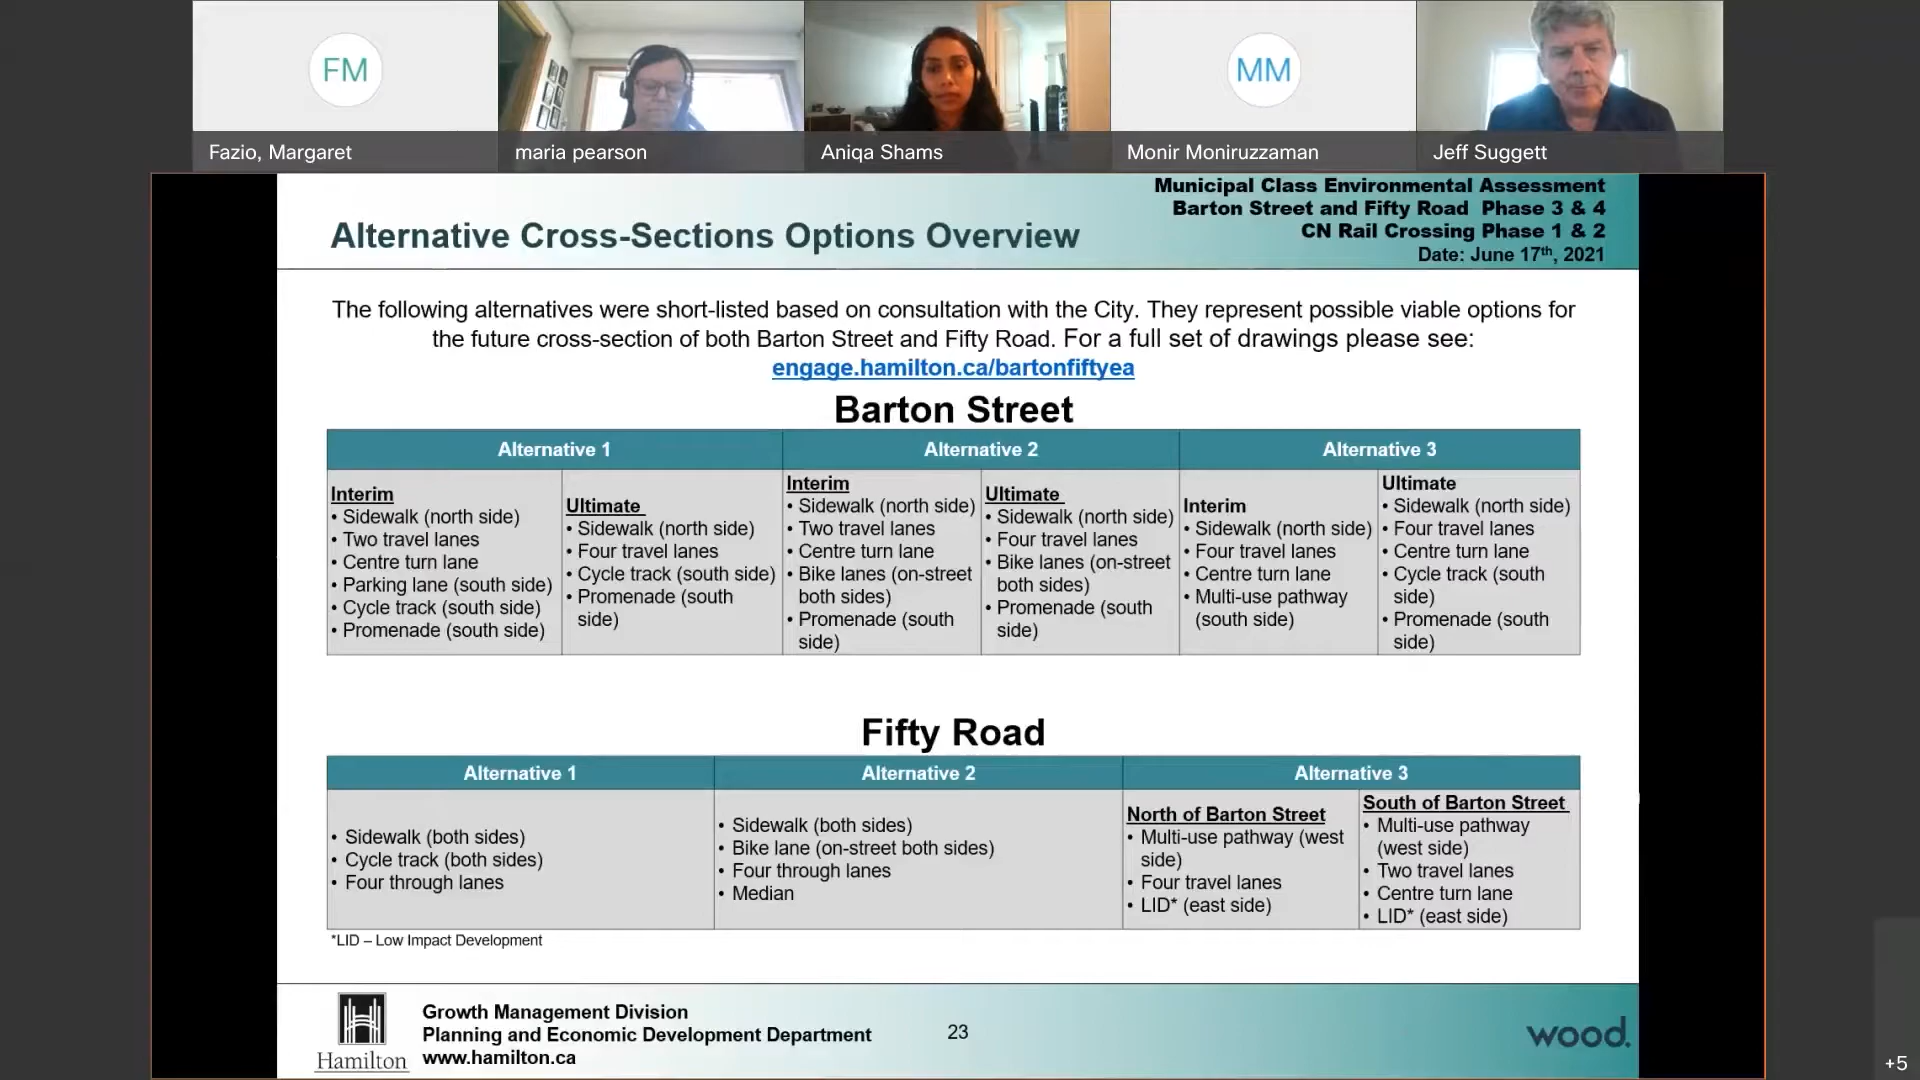 FM
MM
Fazio, Margaret
maria pearson
Aniqa Shams
Monir Moniruzzaman
Jeff Suggett
Municipal Class Environmental Assessment
Barton Street and Fifty Road Phase 3 & 4
CN Rail Crossing Phase 1 & 2
Date: June 17th, 2021
Alternative Cross-Sections Options Overview
The following alternatives were short-listed based on consultation with the City. They represent possible viable options for
the future cross-section of both Barton Street and Fifty Road. For a full set of drawings please see:
engage.hamilton.ca/bartonfiftyea
Barton Street
Alternative 1
Interim
• Sidewalk (north side)
• Two travel lanes
• Centre turn lane
• Parking lane (south side)
• Cycle track (south side)
• Promenade (south side)
Ultimate
• Sidewalk (north side)
• Four travel lanes
• Cycle track (south side)
• Promenade (south
side)
Alternative 2
Interim
• Sidewalk (north side)
• Two travel lanes
• Centre turn lane
• Bike lanes (on-street
both sides)
• Promenade (south
side)
Ultimate
• Sidewalk (north side)
• Four travel lanes
• Bike lanes (on-street
both sides)
• Promenade (south
side)
Alternative 3
Interim
• Sidewalk (north side)
• Four travel lanes
• Centre turn lane
• Multi-use pathway
(south side)
Ultimate
• Sidewalk (north side)
• Four travel lanes
• Centre turn lane
• Cycle track (south
side)
• Promenade (south
side)
Fifty Road
Alternative 1
• Sidewalk (both sides)
• Cycle track (both sides)
• Four through lanes
Alternative 2
• Sidewalk (both sides)
• Bike lane (on-street both sides)
• Four through lanes
• Median
Alternative 3
North of Barton Street
• Multi-use pathway (west
side)
• Four travel lanes
• LID* (east side)
South of Barton Street
• Multi-use pathway
(west side)
• Two travel lanes
• Centre turn lane
• LID* (east side)
*LID – Low Impact Development
Hamilton
Growth Management Division
Planning and Economic Development Department
www.hamilton.ca
23
wood.
+5